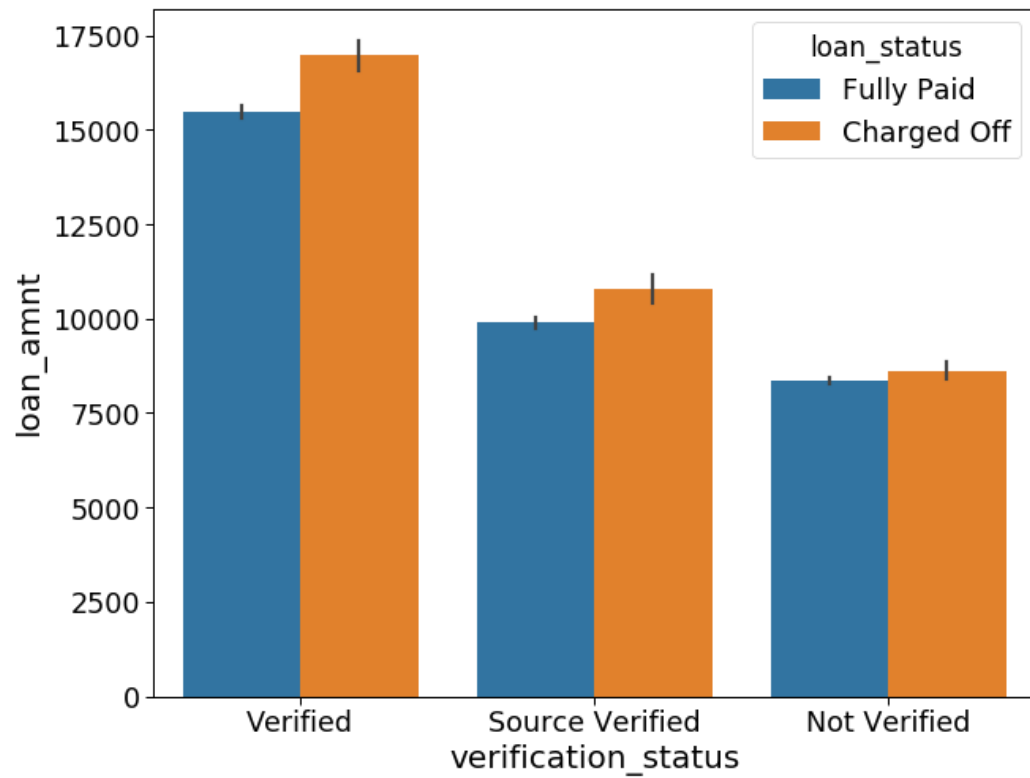 loan_status
Fully Paid
Charged Off
17500
15000
12500
10000
7500
5000
2500
0
loan_amnt
Verified
Source Verified
Not Verified
verification_status